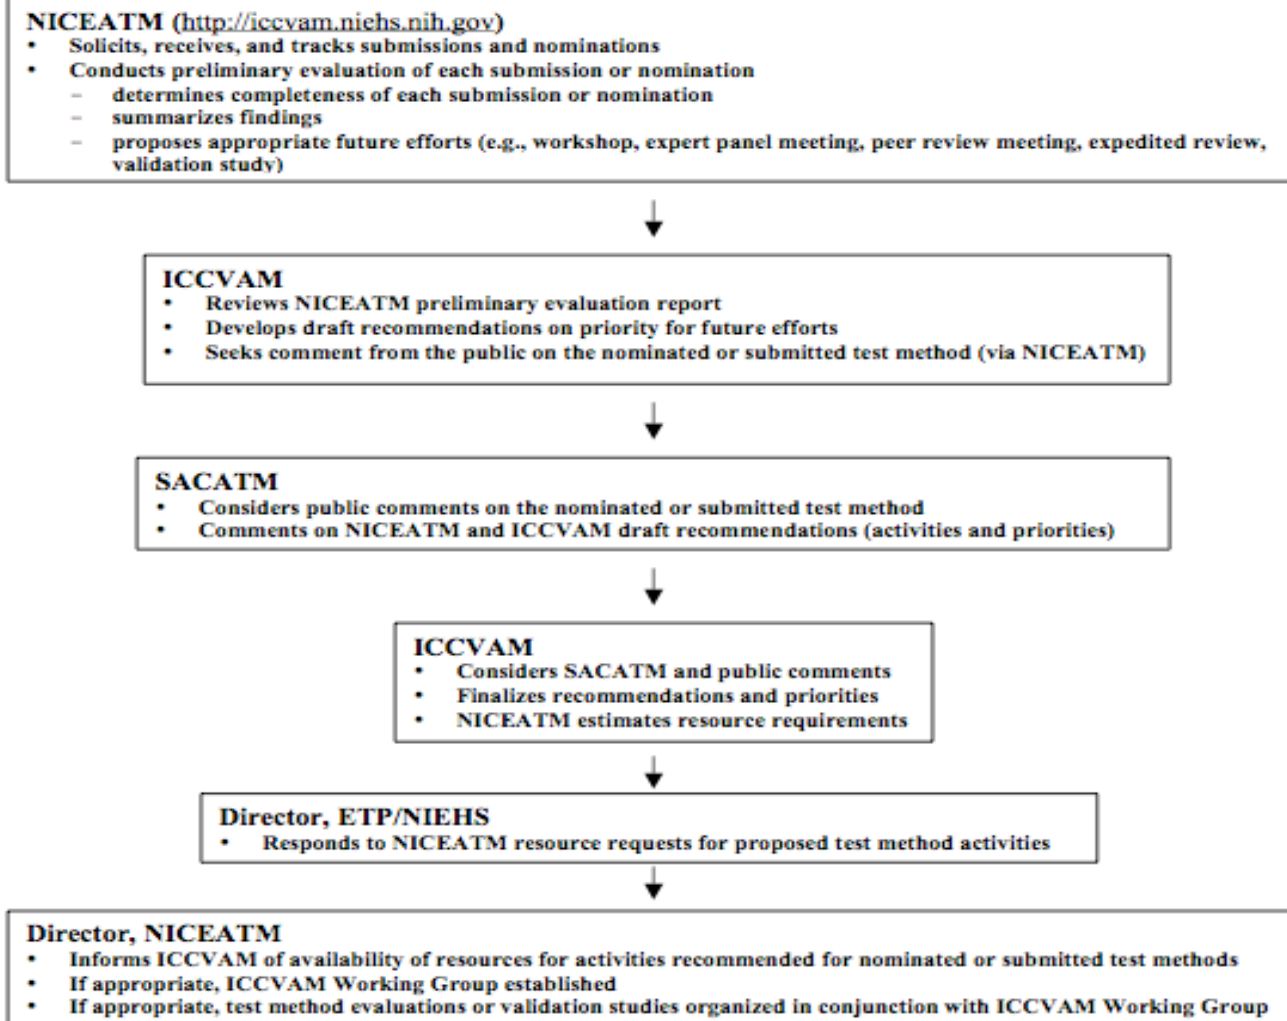 NICEATM (http://iccvam.niehs.nih.gov)
• Solicits, receives, and tracks submissions and nominations
• Conducts preliminary evaluation of each submission or nomination
– determines completeness of each submission or nomination
– summarizes findings
– proposes appropriate future efforts (e.g., workshop, expert panel meeting, peer review meeting, expedited review,
validation study)
ICCVAM
• Reviews NICEATM preliminary evaluation report
• Develops draft recommendations on priority for future efforts
• Seeks comment from the public on the nominated or submitted test method (via NICEATM)
SACATM
• Considers public comments on the nominated or submitted test method
• Comments on NICEATM and ICCVAM draft recommendations (activities and priorities)
ICCVAM
• Considers SACATM and public comments
• Finalizes recommendations and priorities
• NICEATM estimates resource requirements
Director, ETP/NIEHS
• Responds to NICEATM resource requests for proposed test method activities
Director, NICEATM
• Informs ICCVAM of availability of resources for activities recommended for nominated or submitted test methods
• If appropriate, ICCVAM Working Group established
• If appropriate, test method evaluations or validation studies organized in conjunction with ICCVAM Working Group